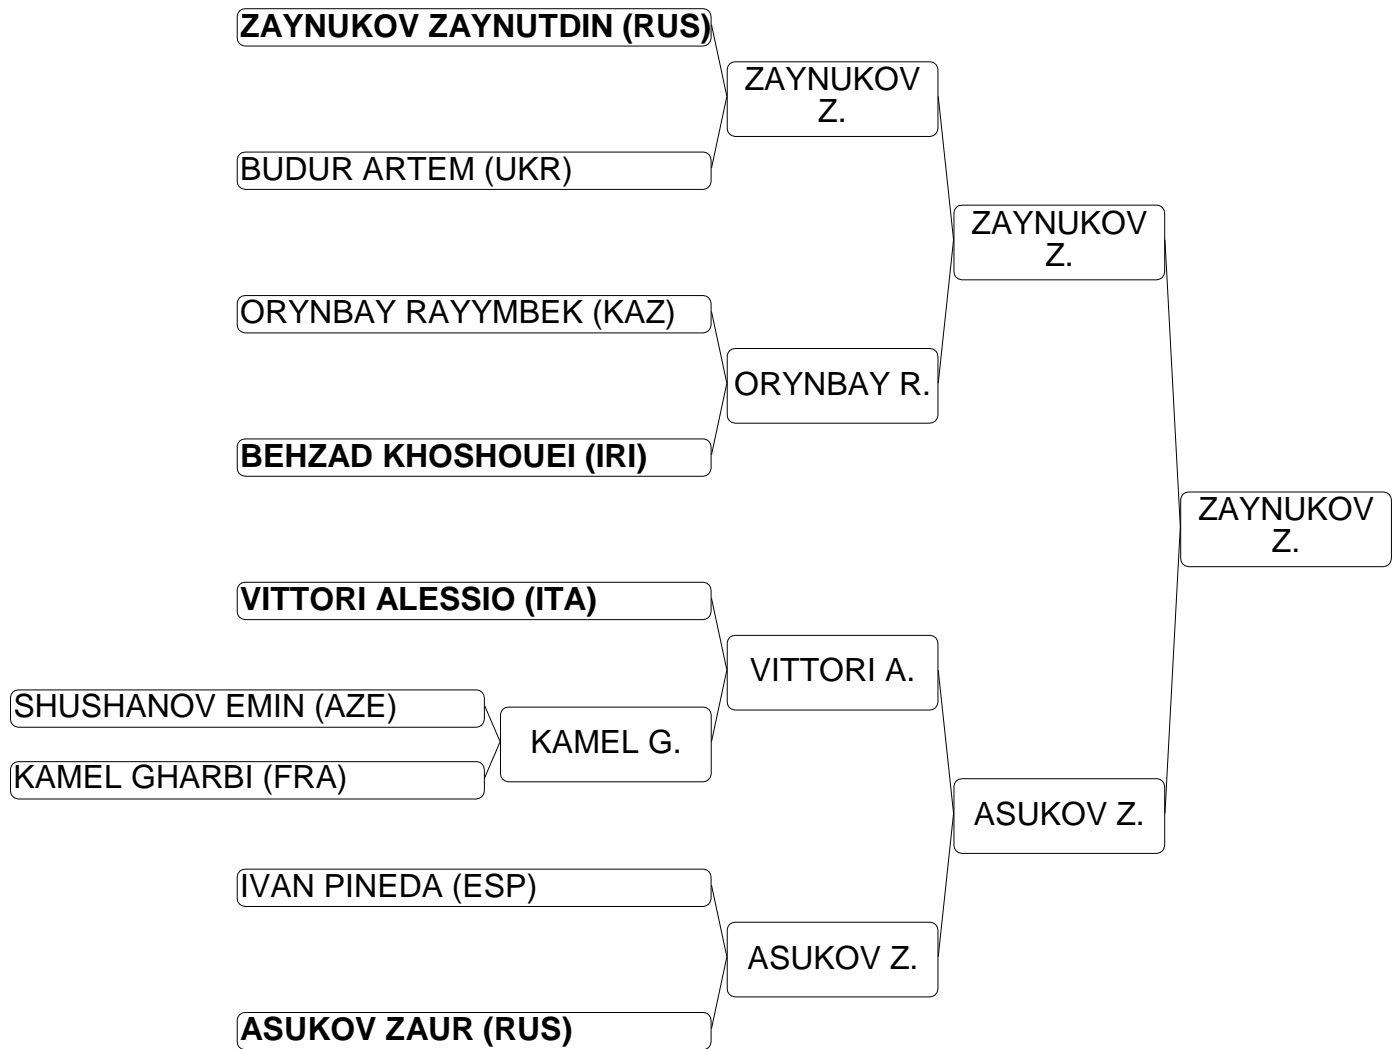 ZAYNUKOV ZAYNUTDIN (RUS)
ZAYNUKOV
Z.
BUDUR ARTEM (UKR)
ZAYNUKOV
Z.
ORYNBAY RAYYMBEK (KAZ)
ORYNBAY R.
BEHZAD KHOSHOUEI (IRI)
ZAYNUKOV
Z.
VITTORI ALESSIO (ITA)
VITTORI A.
SHUSHANOV EMIN (AZE)
KAMEL G.
KAMEL GHARBI (FRA)
ASUKOV Z.
IVAN PINEDA (ESP)
ASUKOV Z.
ASUKOV ZAUR (RUS)